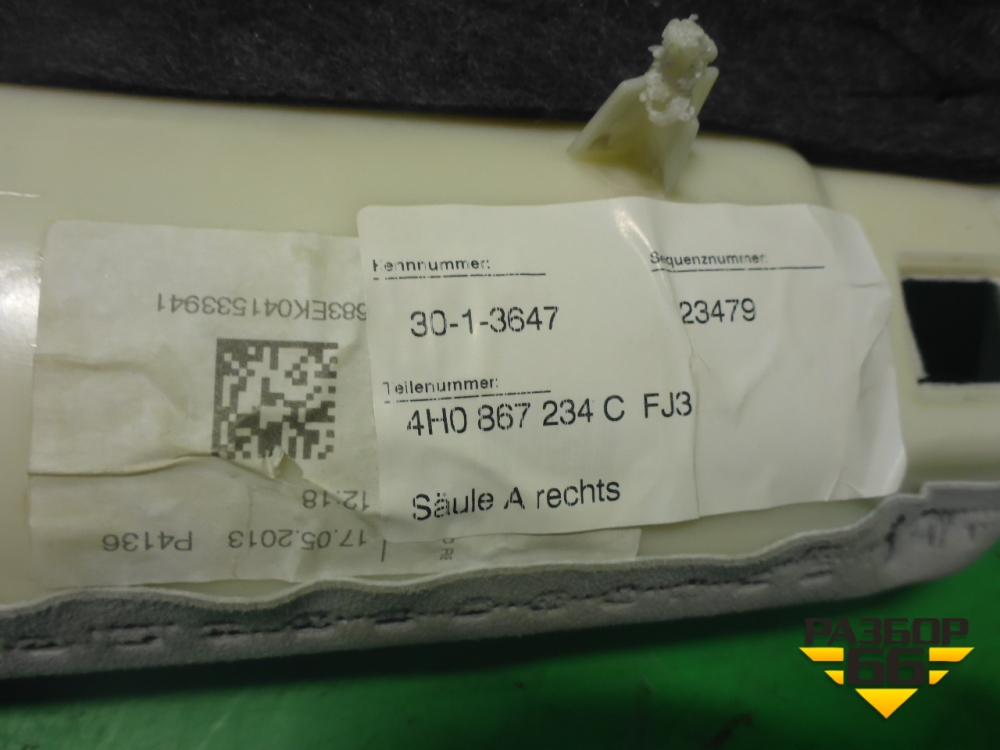 Kennnummer:
Sequenznummer:
30-1-3647
23479
Teilenummer:
4H0 867 234 C FJ3
Säule A rechts
683EK041533941
12:18
17.05.2013 P4136
РАЗБОР
66